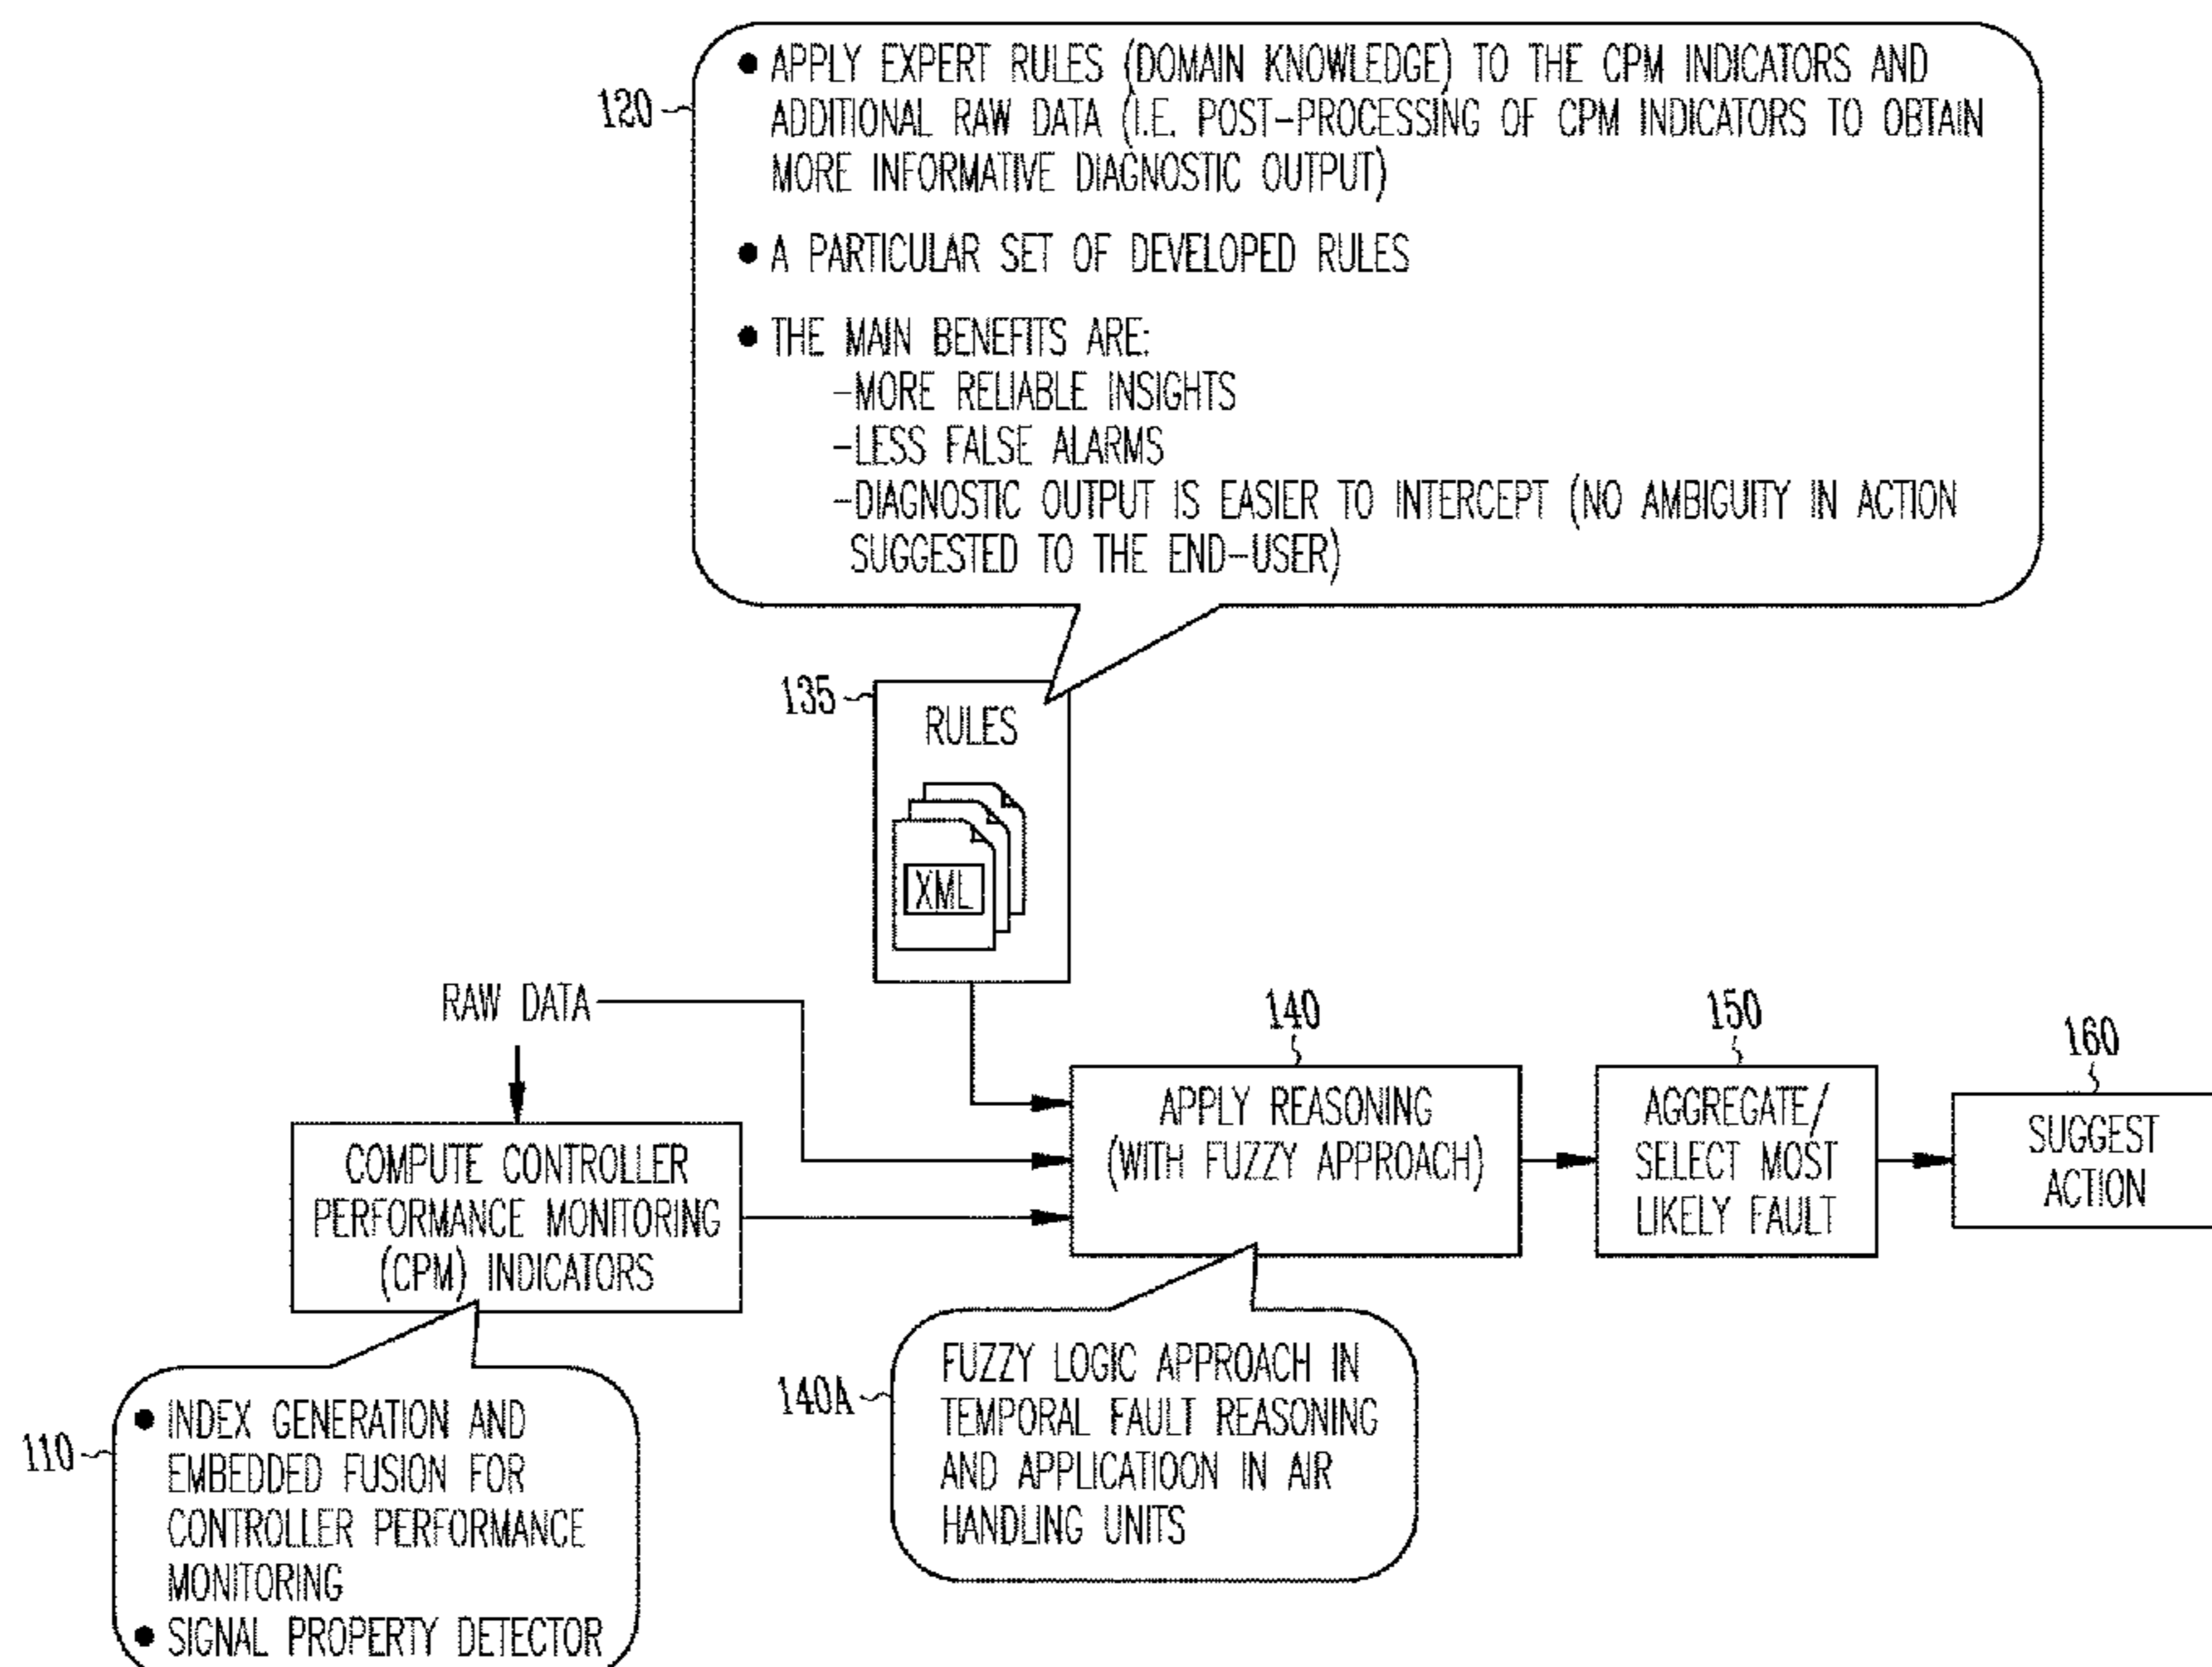 ● APPLY EXPERT RULES (DOMAIN KNOWLEDGE) TO THE CPM INDICATORS AND
120
ADDITIONAL RAW DATA (I.E. POST-PROCESSING OF CPM INDICATORS TO OBTAIN
MORE INFORMATIVE DIAGNOSTIC OUTPUT)
● A PARTICULAR SET OF DEVELOPED RULES
● THE MAIN BENEFITS ARE:
-MORE RELIABLE INSIGHTS
-LESS FALSE ALARMS
-DIAGNOSTIC OUTPUT IS EASIER TO INTERCEPT (NO AMBIGUITY IN ACTION
SUGGESTED TO THE END-USER)
135
RULES
XML
RAW DATA
140
150
160
COMPUTE CONTROLLER
PERFORMANCE MONITORING
(CPM) INDICATORS
APPLY REASONING
(WITH FUZZY APPROACH)
AGGREGATE/
SELECT MOST
LIKELY FAULT
SUGGEST
ACTION
110
● INDEX GENERATION AND
EMBEDDED FUSION FOR
CONTROLLER PERFORMANCE
MONITORING
● SIGNAL PROPERTY DETECTOR
140A
FUZZY LOGIC APPROACH IN
TEMPORAL FAULT REASONING
AND APPLICATIOON IN AIR
HANDLING UNITS